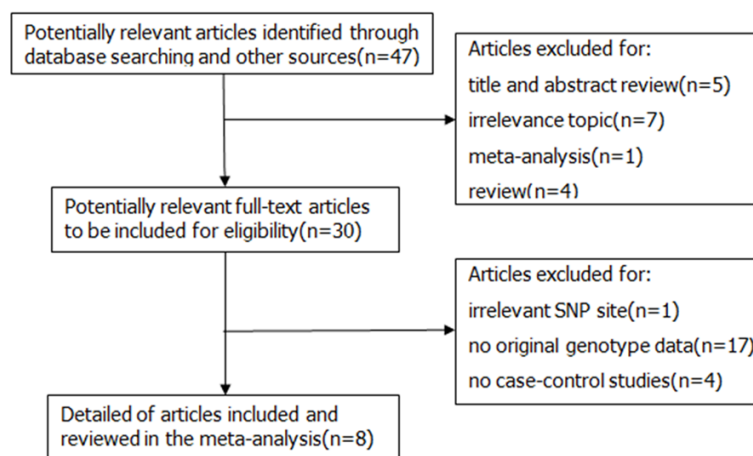 Potentially relevant articles identified through
database searching and other sources(n=47)
Articles excluded for:
title and abstract review(n=5)
irrelevance topic(n=7)
meta-analysis(n=1)
review(n=4)
Potentially relevant full-text articles
to be included for eligibility(n=30)
Articles excluded for:
irrelevant SNP site(n=1)
no original genotype data(n=17)
no case-control studies(n=4)
Detailed of articles included and
reviewed in the meta-analysis(n=8)